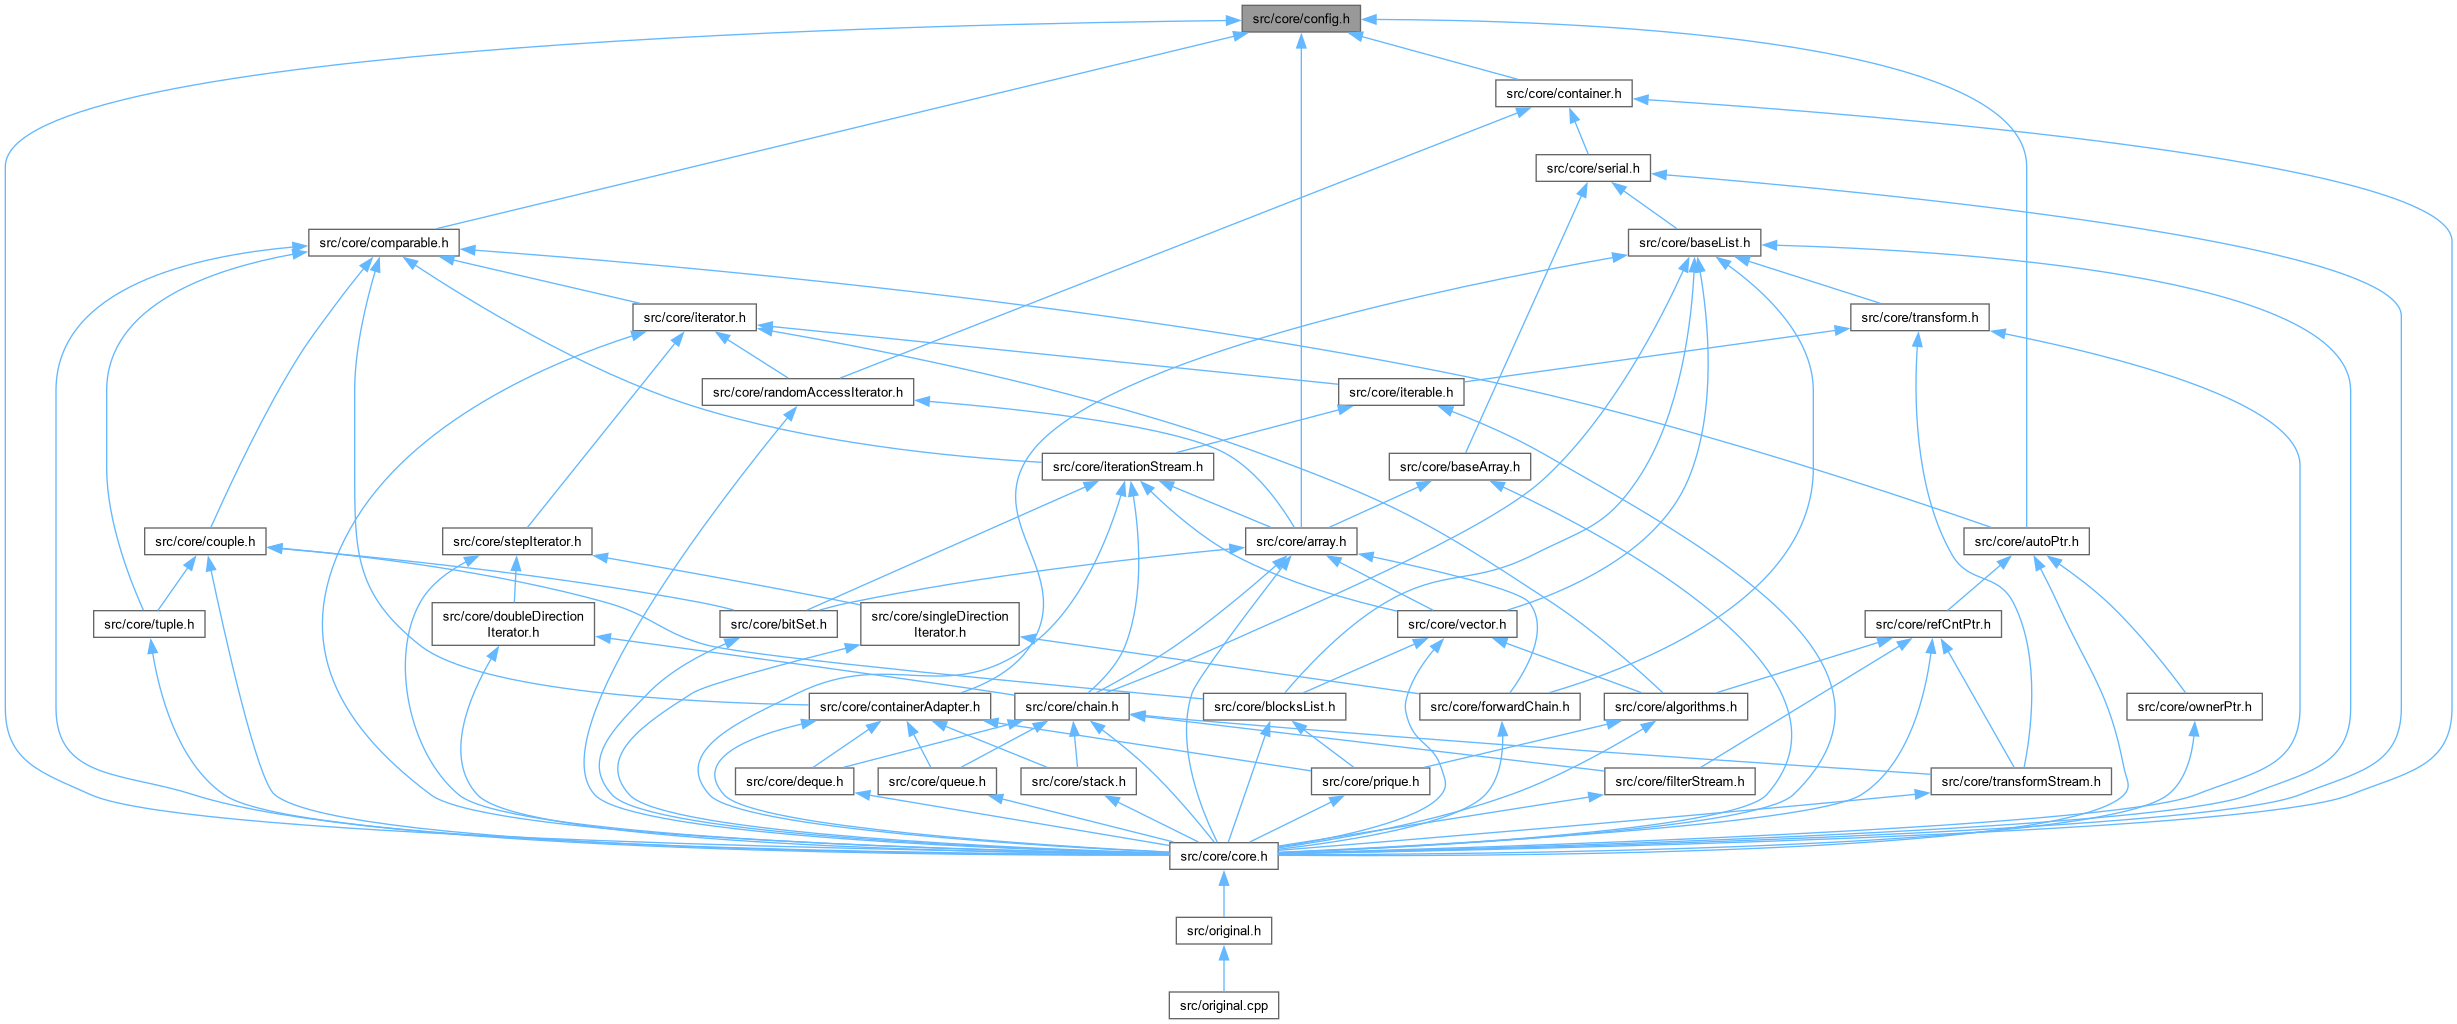 src/core/config.h
src/core/container.h
src/core/serial.h
src/core/comparable.h
src/core/baseList.h
src/core/iterator.h
src/core/transform.h
src/core/randomAccessIterator.h
src/core/iterable.h
src/core/iterationStream.h
src/core/baseArray.h
src/core/couple.h
src/core/stepIterator.h
src/core/array.h
src/core/autoPtr.h
src/core/tuple.h
src/core/doubleDirection
Iterator.h
src/core/bitSet.h
src/core/singleDirection
Iterator.h
src/core/vector.h
src/core/refCntPtr.h
src/core/containerAdapter.h
src/core/chain.h
src/core/blocksList.h
src/core/forwardChain.h
src/core/algorithms.h
src/core/ownerPtr.h
src/core/deque.h
src/core/queue.h
src/core/stack.h
src/core/prique.h
src/core/filterStream.h
src/core/transformStream.h
src/core/core.h
src/original.h
src/original.cpp